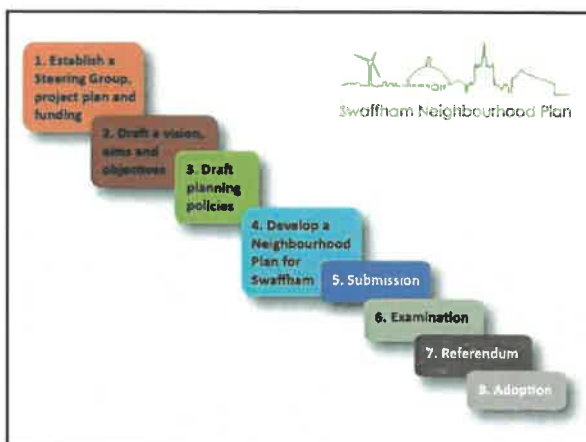 1. Establish a
Steering Group,
project plan and
funding
Swaffham Neighbourhood Plan
2. Draft a vision,
aims and
objectives
3. Draft
planning
policies
4. Develop a
Neighbourhood
Plan for
Swaffham
5. Submission
6. Examination
7. Referendum
8. Adoption